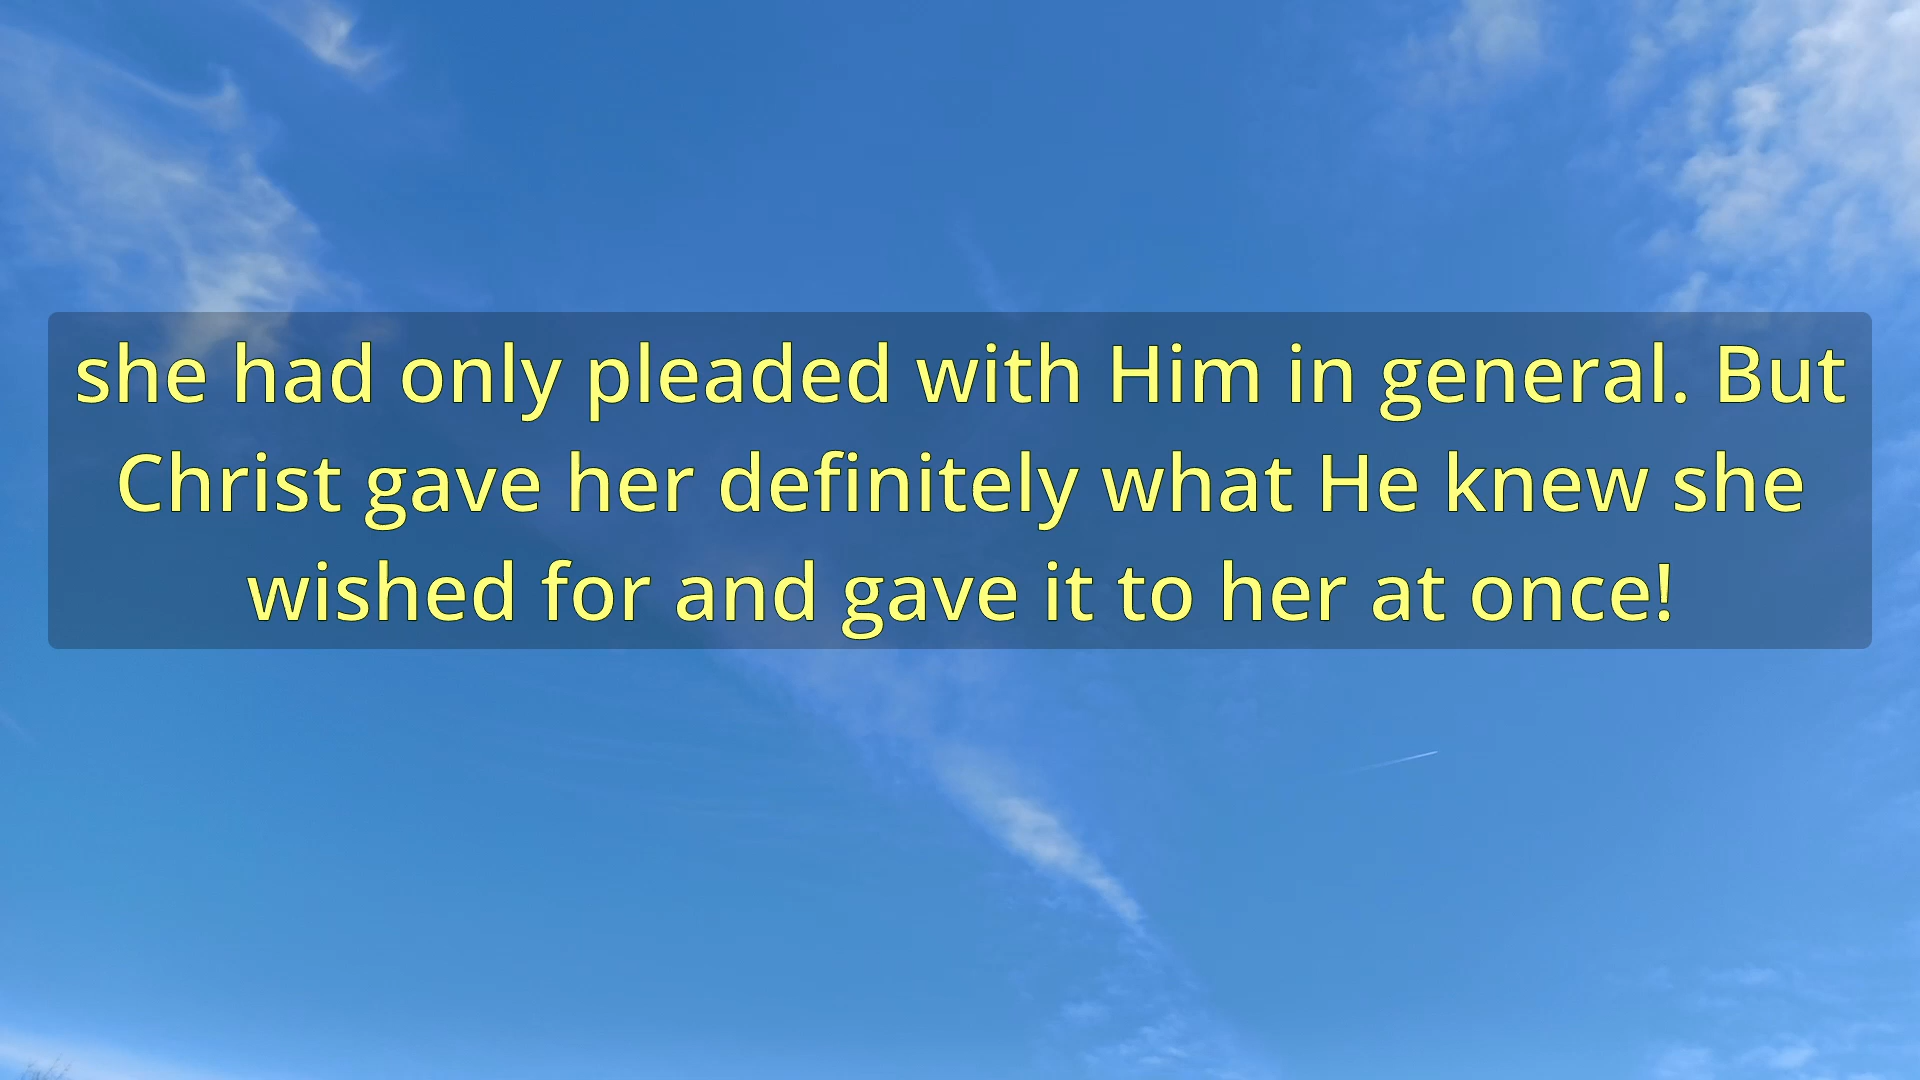 she had only pleaded with Him in general. But
Christ gave her definitely what He knew she
wished for and gave it to her at once!